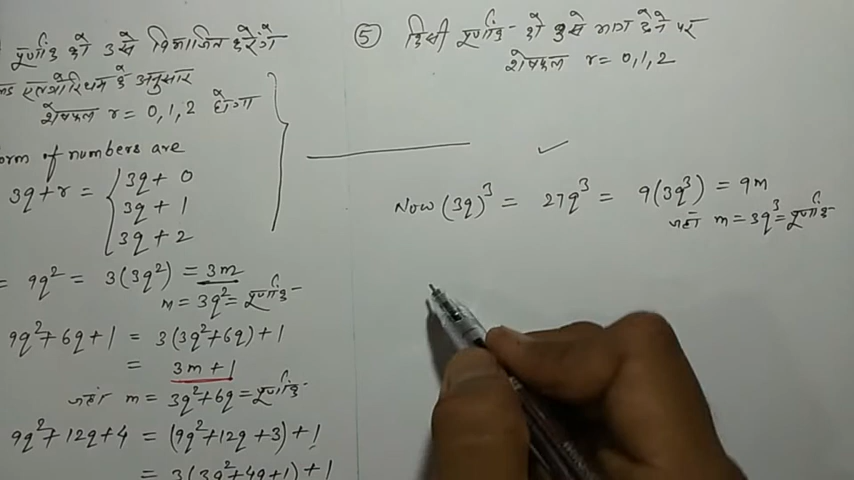 पूर्णांक को 3 से विभाजित करेंगे
एल्गोरिथम के अनुसार
शेषफल r = 0, 1, 2 होगा
form of numbers are
3q + r = { 3q + 0
3q + 1
3q + 2
= 9q² = 3(3q²) = 3m
m = 3q² = पूर्णांक
9q² + 6q + 1 = 3(3q² + 6q) + 1
= 3m + 1
जहां m = 3q² + 6q = पूर्णांक
9q² + 12q + 4 = (9q² + 12q + 3) + 1
= 3(3q² + 4q + 1) + 1
⑤ किसी पूर्णांक को 3 से भाग देने पर
शेषफल r = 0, 1, 2
Now (3q)³ = 27q³ = 9(3q³) = 9m
जहां m = 3q³ = पूर्णांक